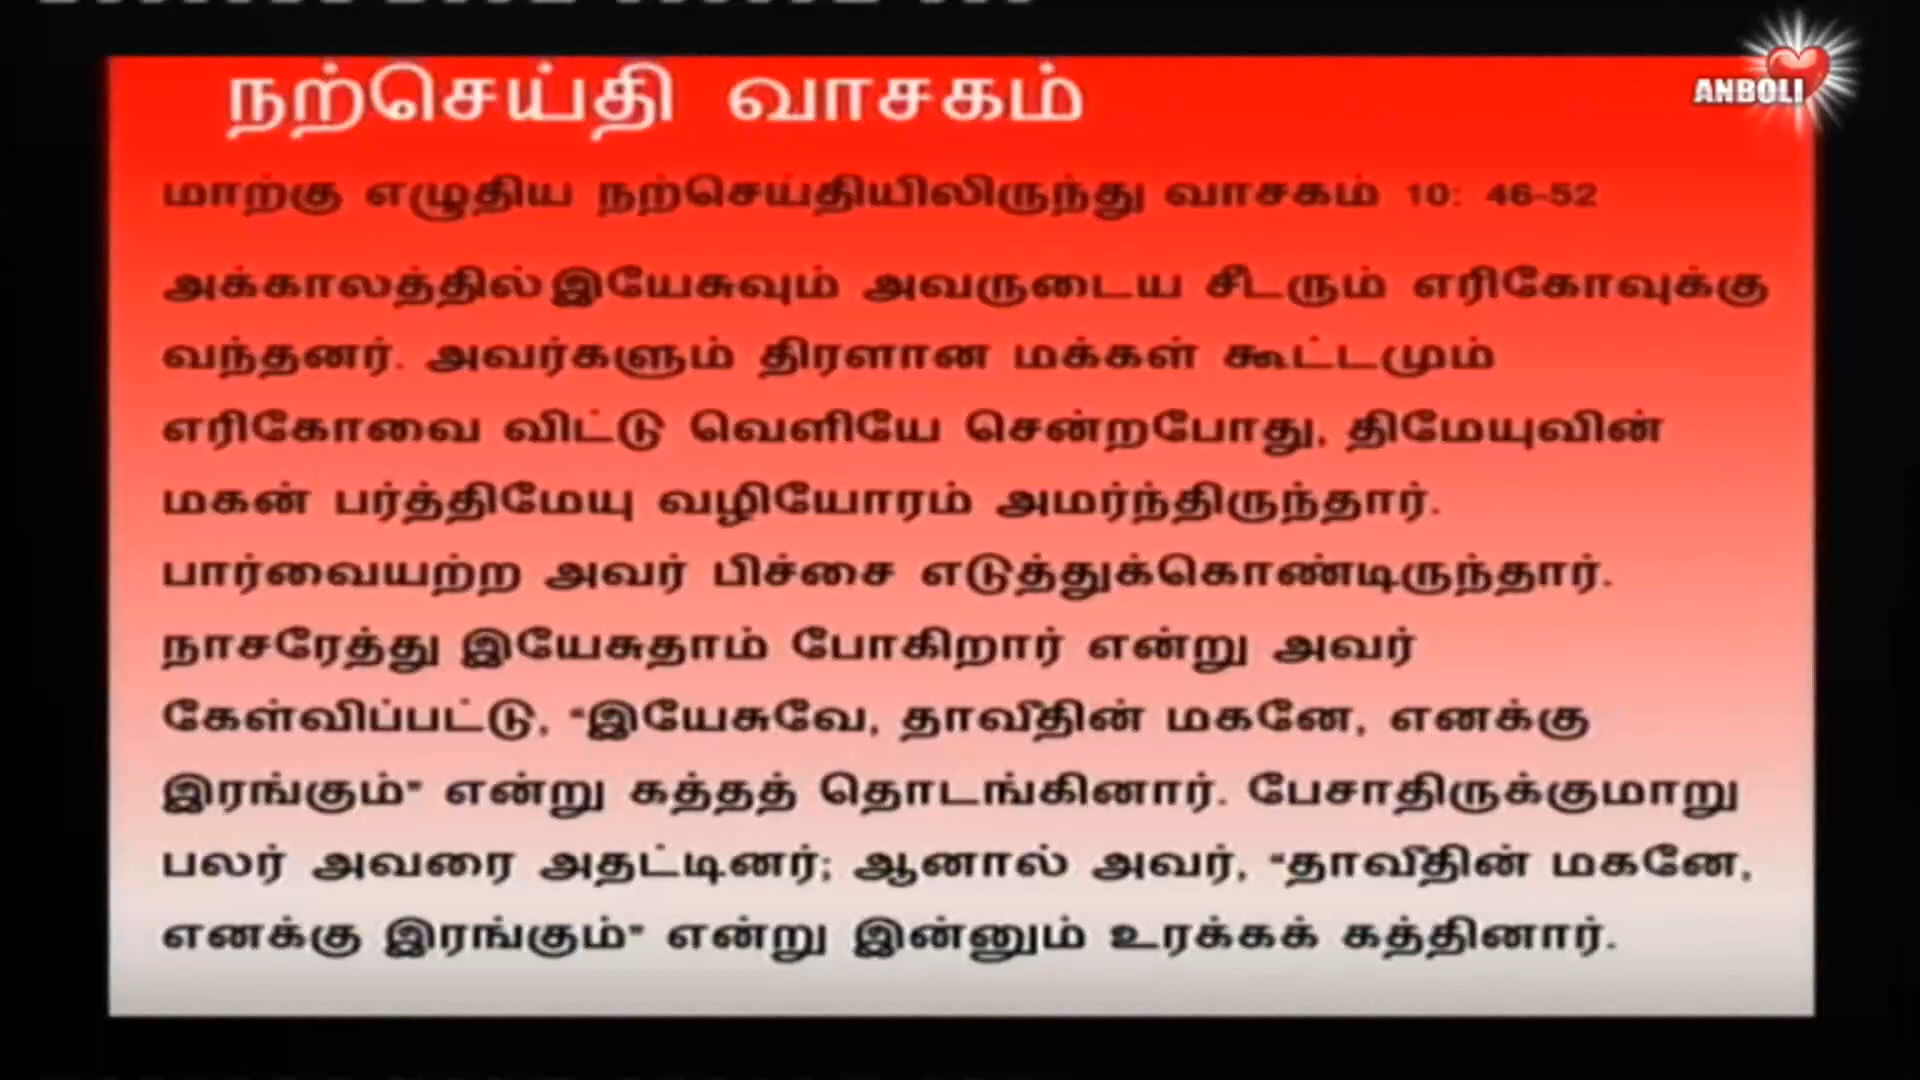 நற்செய்தி வாசகம்
ANBOLI
மாற்கு எழுதிய நற்செய்தியிலிருந்து வாசகம் 10: 46-52
அக்காலத்தில் இயேசுவும் அவருடைய சீடரும் எரிகோவுக்கு
வந்தனர். அவர்களும் திரளான மக்கள் கூட்டமும்
எரிகோவை விட்டு வெளியே சென்றபோது, திமேயுவின்
மகன் பர்த்திமேயு வழியோரம் அமர்ந்திருந்தார்.
பார்வையற்ற அவர் பிச்சை எடுத்துக்கொண்டிருந்தார்.
நாசரேத்து இயேசுதாம் போகிறார் என்று அவர்
கேள்விப்பட்டு, “இயேசுவே, தாவீதின் மகனே, எனக்கு
இரங்கும்” என்று கத்தத் தொடங்கினார். பேசாதிருக்குமாறு
பலர் அவரை அதட்டினர்; ஆனால் அவர், “தாவீதின் மகனே,
எனக்கு இரங்கும்” என்று இன்னும் உரக்கக் கத்தினார்.